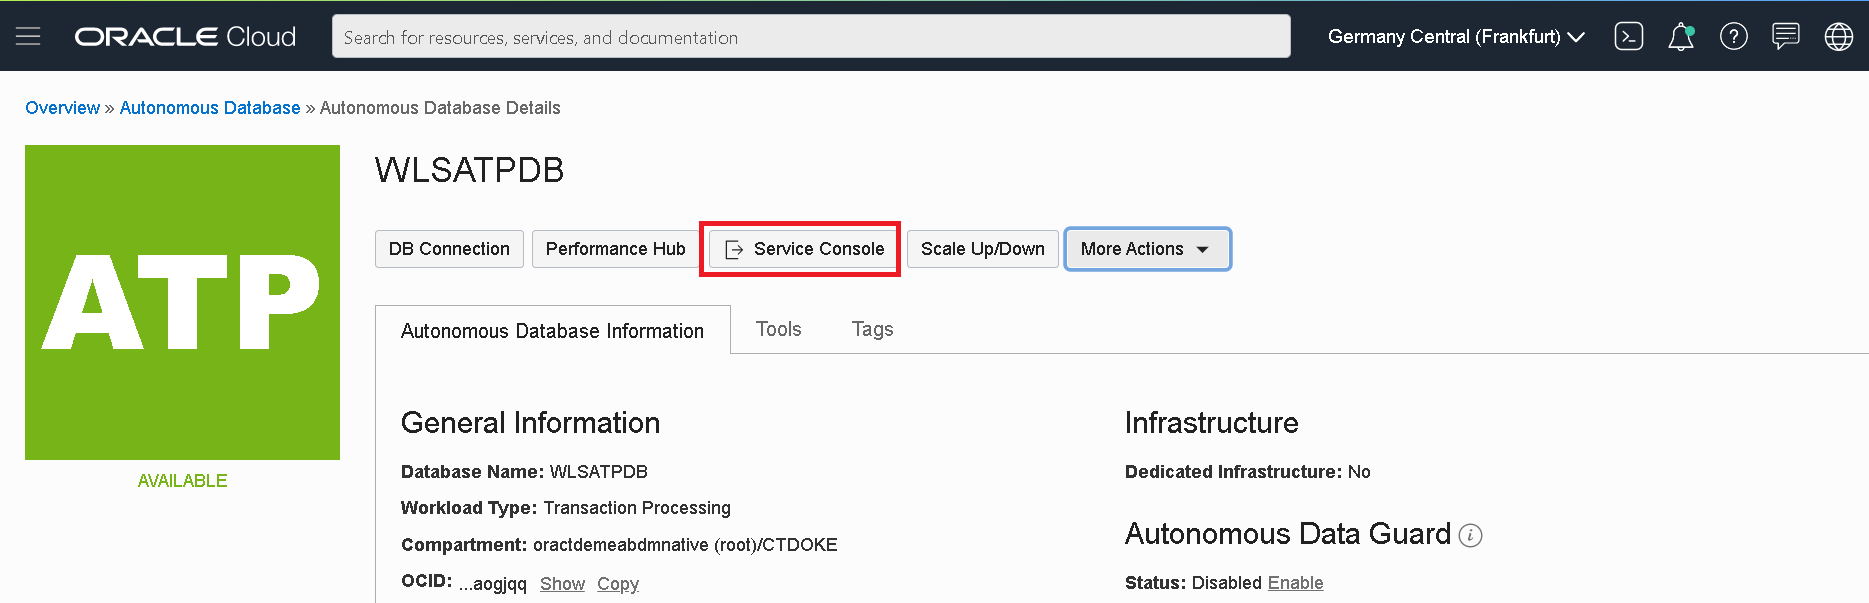 ORACLE Cloud
Search for resources, services, and documentation
Germany Central (Frankfurt)
Overview » Autonomous Database » Autonomous Database Details
ATP
AVAILABLE
WLSATPDB
DB Connection
Performance Hub
Service Console
Scale Up/Down
More Actions
Autonomous Database Information
Tools
Tags
General Information
Database Name: WLSATPDB
Workload Type: Transaction Processing
Compartment: oractdemeabdmnative (root)/CTDOKE
OCID: ...aogjqq Show Copy
Infrastructure
Dedicated Infrastructure: No
Autonomous Data Guard i
Status: Disabled Enable